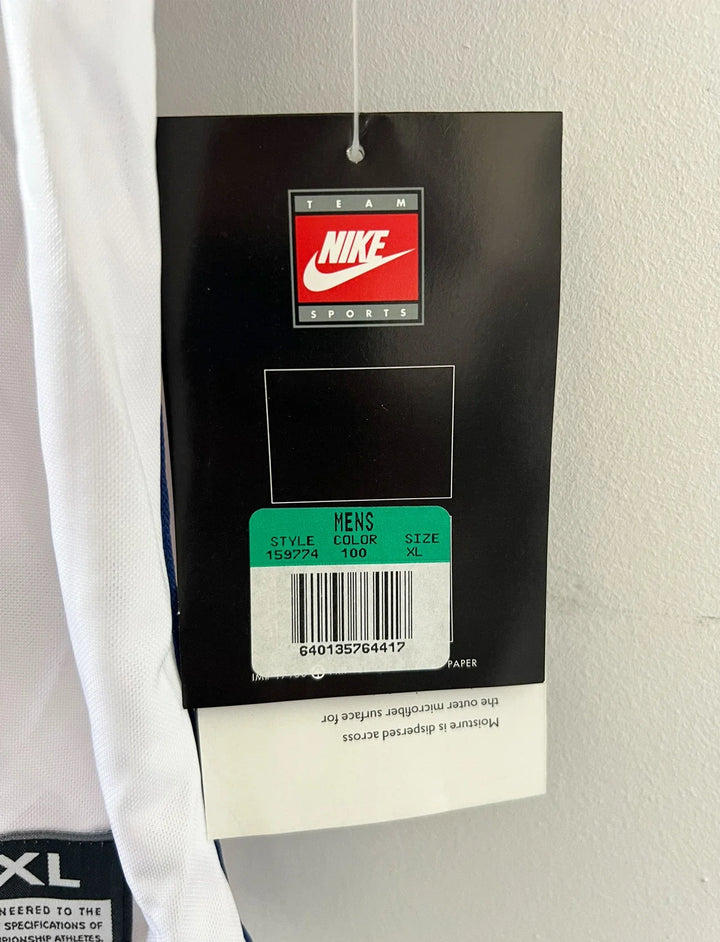 TEAM
NIKE
SPORTS
MENS
STYLE COLOR SIZE
159774 100 XL
640135764417
PAPER
Moisture is dispersed across
the outer microfiber surface for
XL
NEERED TO THE
SPECIFICATIONS OF
PIONSHIP ATHLETES.